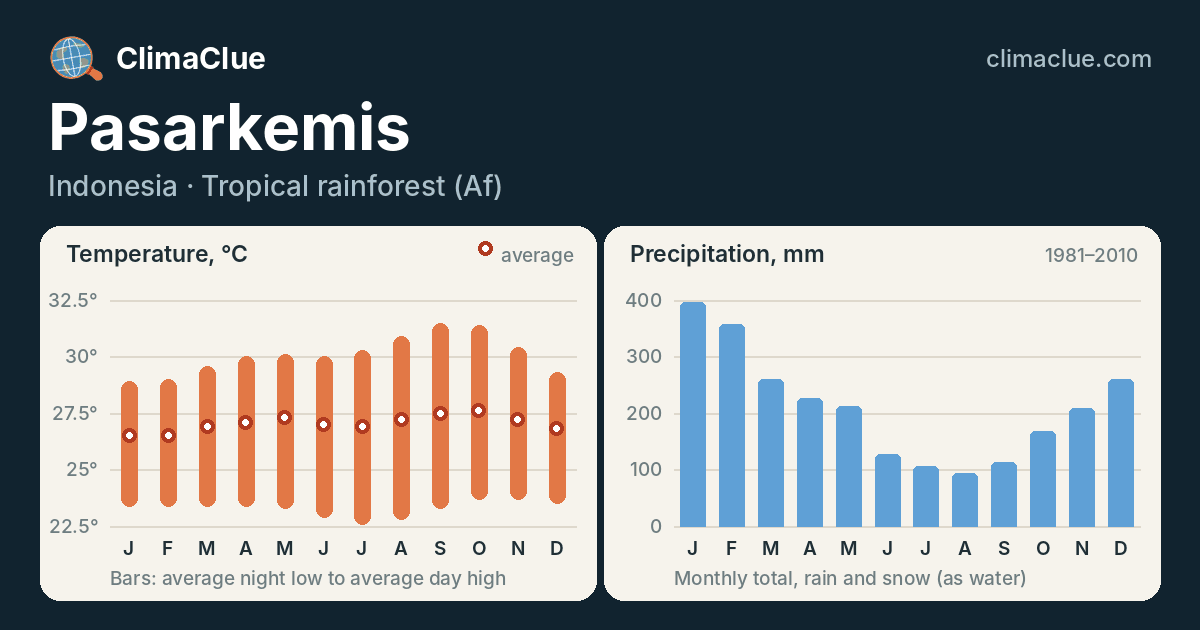 ClimaClue
climaclue.com
Pasarkemis
Indonesia · Tropical rainforest (Af)
Temperature, °C
average
32.5°
30°
27.5°
25°
22.5°
J F M A M J J A S O N D
Bars: average night low to average day high
Precipitation, mm
1981–2010
400
300
200
100
0
J F M A M J J A S O N D
Monthly total, rain and snow (as water)